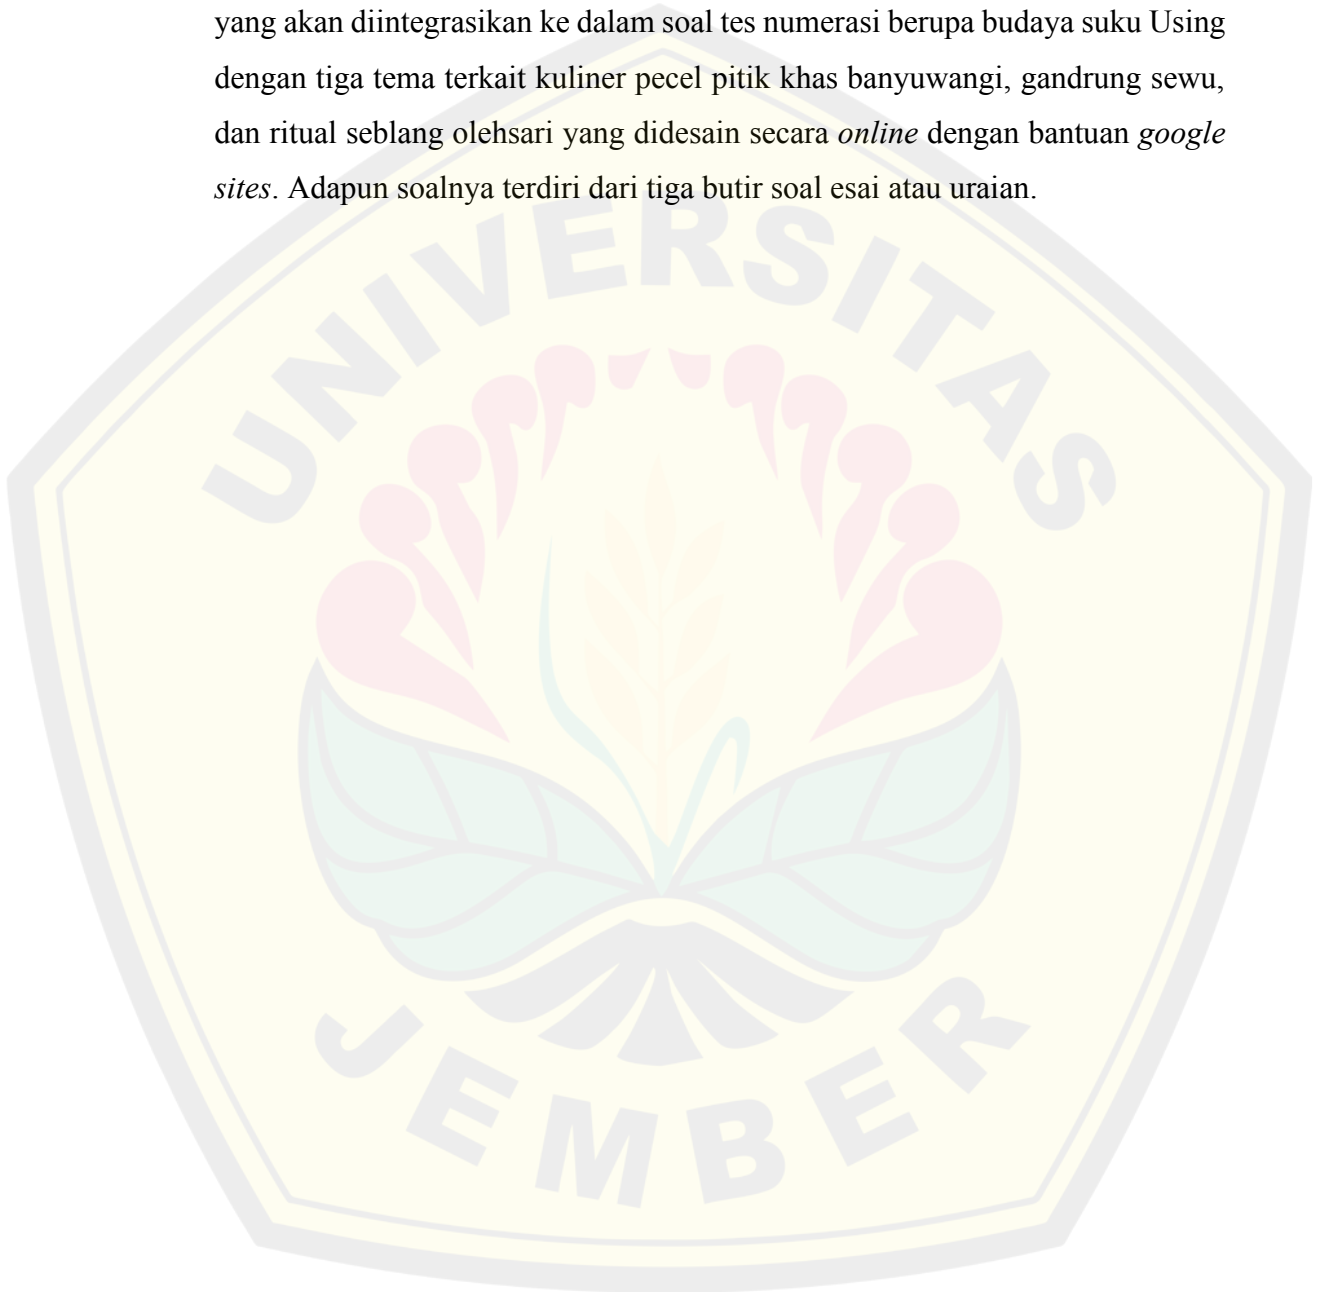 yang akan diintegrasikan ke dalam soal tes numerasi berupa budaya suku Using
dengan tiga tema terkait kuliner pecel pitik khas banyuwangi, gandrung sewu,
dan ritual seblang olehsari yang didesain secara online dengan bantuan google
sites. Adapun soalnya terdiri dari tiga butir soal esai atau uraian.
UNIVERSITAS
JEMBER